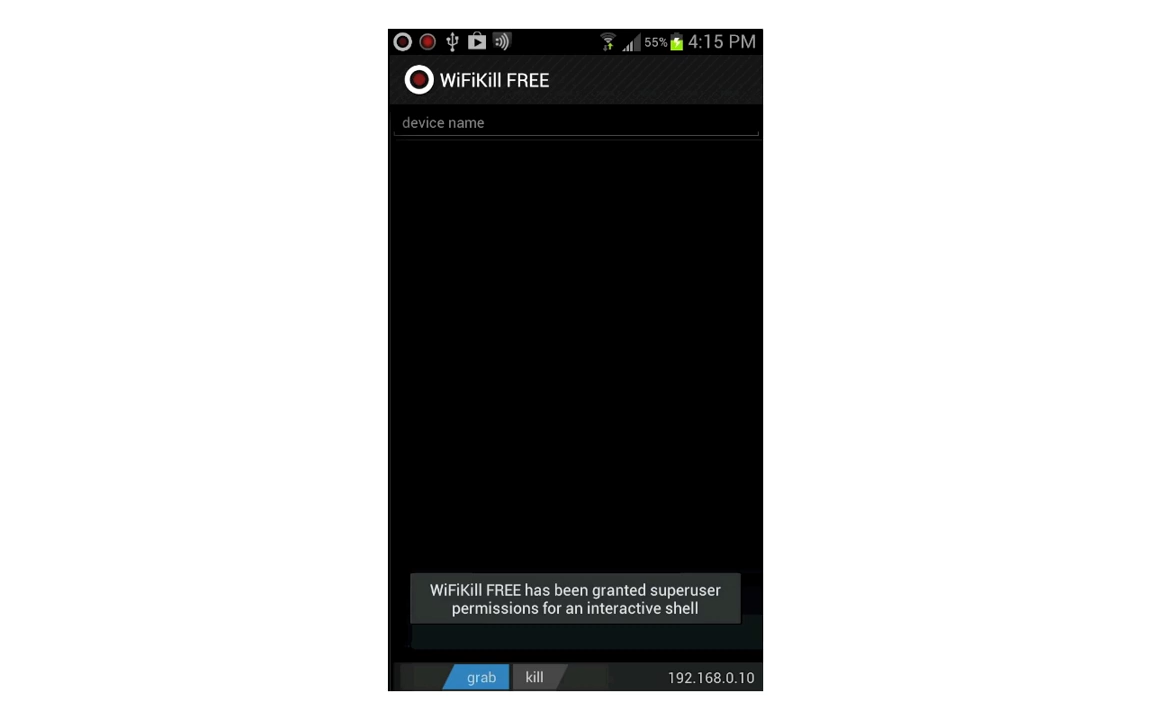 55% 4:15 PM
WiFiKill FREE
device name
WiFiKill FREE has been granted superuser
permissions for an interactive shell
grab kill 192.168.0.10